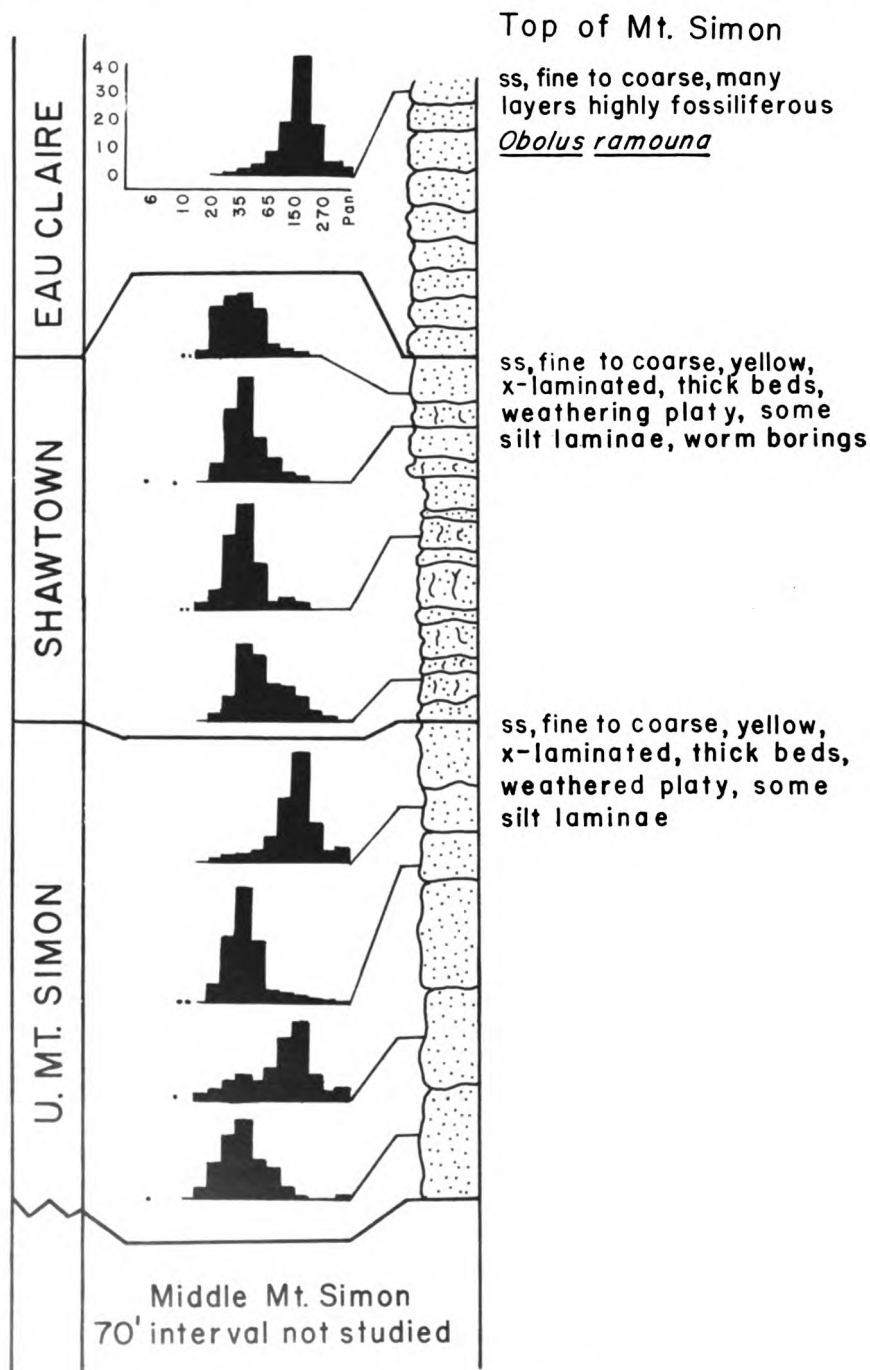 Top of Mt. Simon
ss, fine to coarse, many
layers highly fossiliferous
Obolus ramouna
EAU CLAIRE
40
30
20
10
0
6
10
20
35
65
150
270
Pan
SHAWTOWN
ss, fine to coarse, yellow,
x-laminated, thick beds,
weathering platy, some
silt laminae, worm borings
U. MT. SIMON
ss, fine to coarse, yellow,
x-laminated, thick beds,
weathered platy, some
silt laminae
Middle Mt. Simon
70' interval not studied